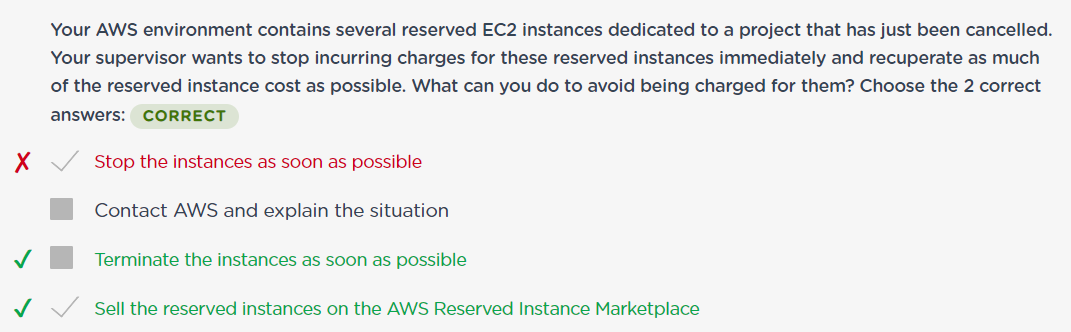 Your AWS environment contains several reserved EC2 instances dedicated to a project that has just been cancelled.
Your supervisor wants to stop incurring charges for these reserved instances immediately and recuperate as much
of the reserved instance cost as possible. What can you do to avoid being charged for them? Choose the 2 correct
answers: CORRECT
✗ Stop the instances as soon as possible
Contact AWS and explain the situation
✓ Terminate the instances as soon as possible
✓ Sell the reserved instances on the AWS Reserved Instance Marketplace